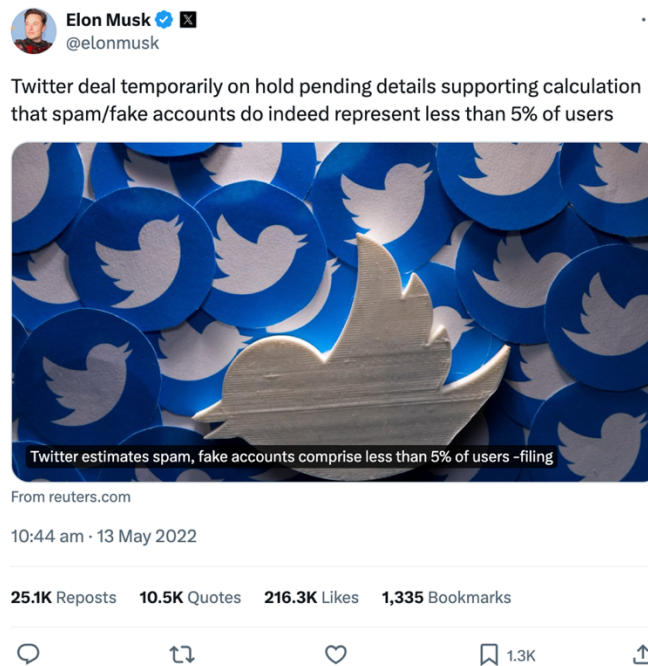 Elon Musk
@elonmusk
Twitter deal temporarily on hold pending details supporting calculation
that spam/fake accounts do indeed represent less than 5% of users
Twitter estimates spam, fake accounts comprise less than 5% of users -filing
From reuters.com
10:44 am · 13 May 2022
25.1K Reposts 10.5K Quotes 216.3K Likes 1,335 Bookmarks
1.3K